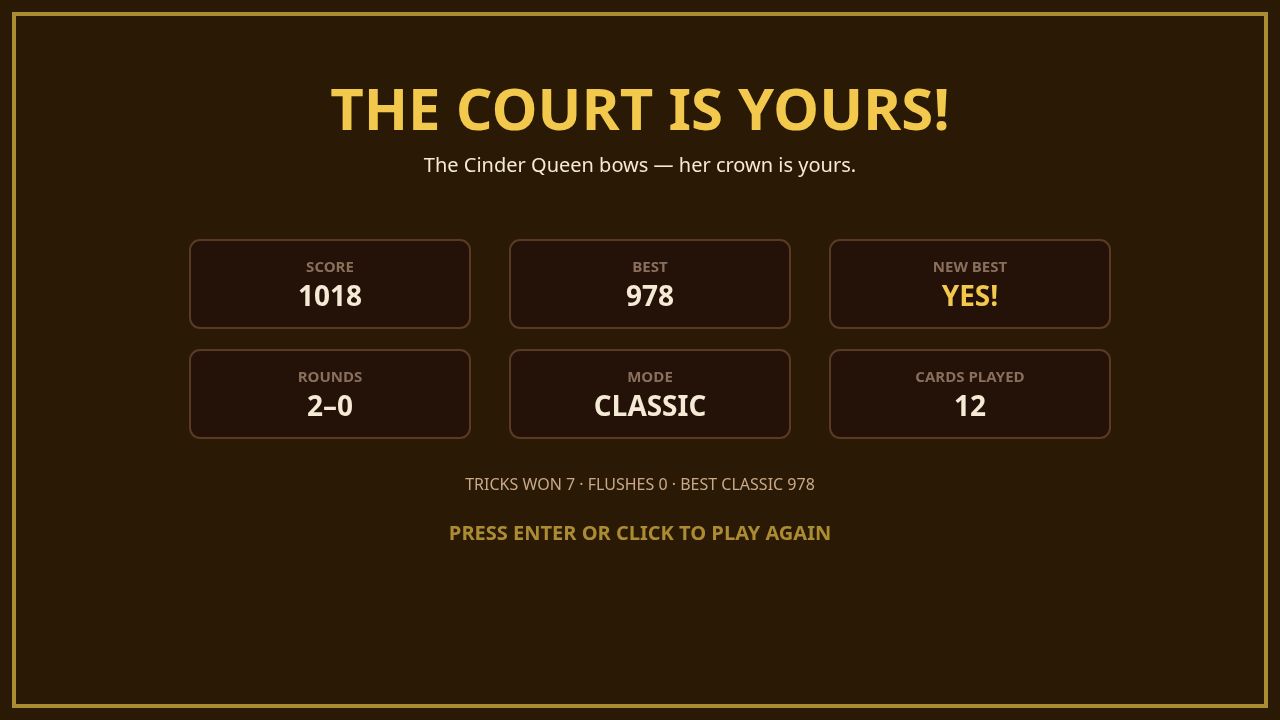 THE COURT IS YOURS!
The Cinder Queen bows — her crown is yours.
SCORE
1018
BEST
978
NEW BEST
YES!
ROUNDS
2–0
MODE
CLASSIC
CARDS PLAYED
12
TRICKS WON 7 · FLUSHES 0 · BEST CLASSIC 978
PRESS ENTER OR CLICK TO PLAY AGAIN